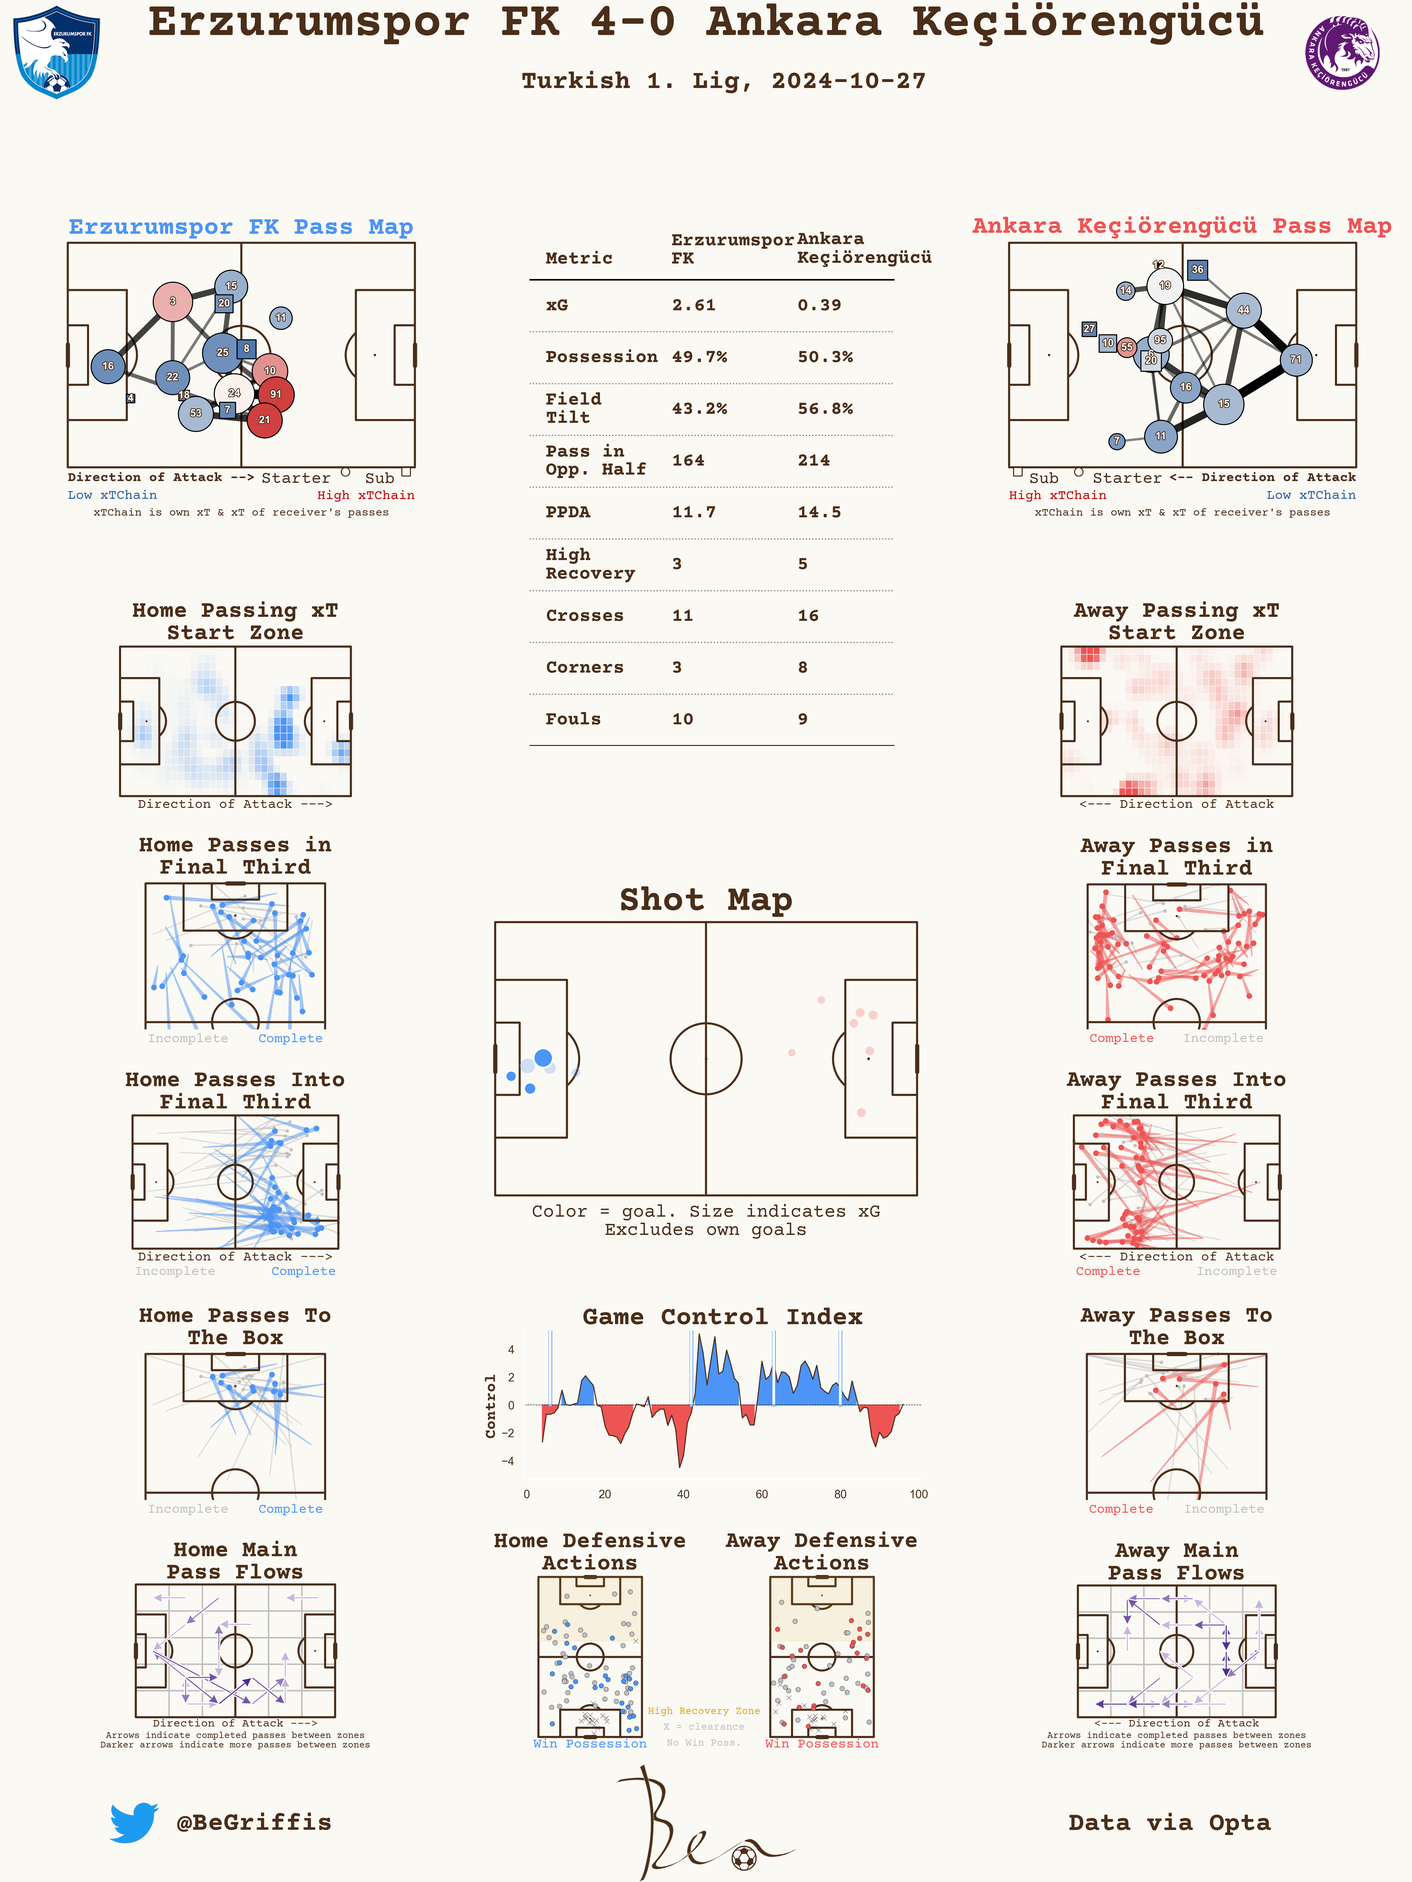 Erzurumspor FK 4-0 Ankara Keçiörengücü
Turkish 1. Lig, 2024-10-27
ERZURUMSPOR FK
ANKARA KEÇİÖRENGÜCÜ
1987
Erzurumspor FK Pass Map
3
15
20
11
25
8
16
22
10
4
18
24
91
53
7
21
Direction of Attack --> Starter Sub
Low xTChain High xTChain
xTChain is own xT & xT of receiver's passes
Metric Erzurumspor FK Ankara Keçiörengücü
xG 2.61 0.39
Possession 49.7% 50.3%
Field Tilt 43.2% 56.8%
Pass in Opp. Half 164 214
PPDA 11.7 14.5
High Recovery 3 5
Crosses 11 16
Corners 3 8
Fouls 10 9
Ankara Keçiörengücü Pass Map
12
36
14
19
44
27
10
55
95
20
71
16
15
7
11
Sub Starter <-- Direction of Attack
High xTChain Low xTChain
xTChain is own xT & xT of receiver's passes
Home Passing xT
Start Zone
Direction of Attack --->
Away Passing xT
Start Zone
<--- Direction of Attack
Home Passes in
Final Third
Incomplete Complete
Away Passes in
Final Third
Complete Incomplete
Shot Map
Color = goal. Size indicates xG
Excludes own goals
Home Passes Into
Final Third
Direction of Attack --->
Incomplete Complete
Away Passes Into
Final Third
<--- Direction of Attack
Complete Incomplete
Home Passes To
The Box
Incomplete Complete
Game Control Index
Control
4
2
0
−2
−4
0 20 40 60 80 100
Away Passes To
The Box
Complete Incomplete
Home Main
Pass Flows
Direction of Attack --->
Arrows indicate completed passes between zones
Darker arrows indicate more passes between zones
Home Defensive
Actions
Win Possession
Away Defensive
Actions
Win Possession
High Recovery Zone
X = clearance
No Win Poss.
Away Main
Pass Flows
<--- Direction of Attack
Arrows indicate completed passes between zones
Darker arrows indicate more passes between zones
@BeGriffis
Ben
Data via Opta